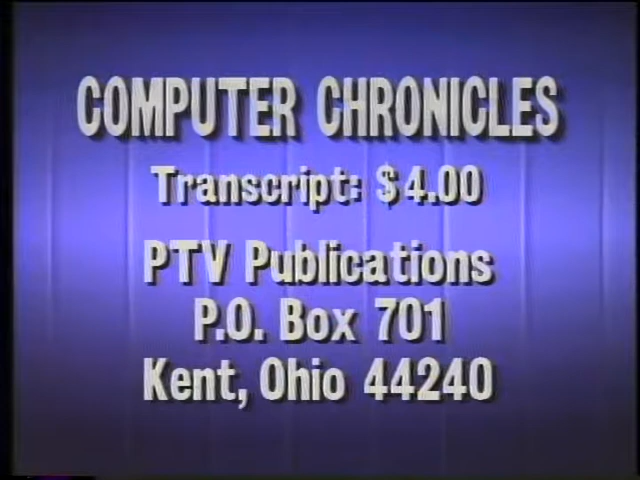 COMPUTER CHRONICLES
Transcript: $4.00
PTV Publications
P.O. Box 701
Kent, Ohio 44240